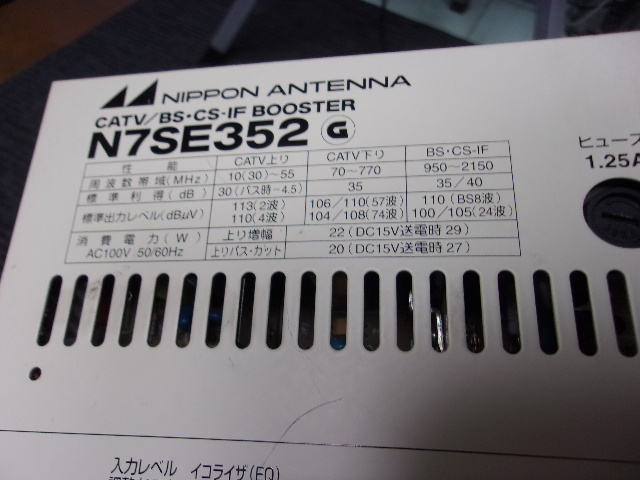 NIPPON ANTENNA
CATV/BS・CS-IF BOOSTER
N7SE352 G
ヒューズ
1.25A
性 能 CATV上り CATV下り BS・CS-IF
周波数帯域(MHz) 10(30)~55 70~770 950~2150
標準利得(dB) 30(パス時-4.5) 35 35/40
標準出力レベル(dBμV) 113(2波) 106/110(57波) 110(BS8波)
110(4波) 104/108(74波) 100/105(24波)
消費電力(W) 上り増幅 22(DC15V送電時29)
AC100V 50/60Hz 上りパス・カット 20(DC15V送電時27)
入力レベル イコライザ(EQ)